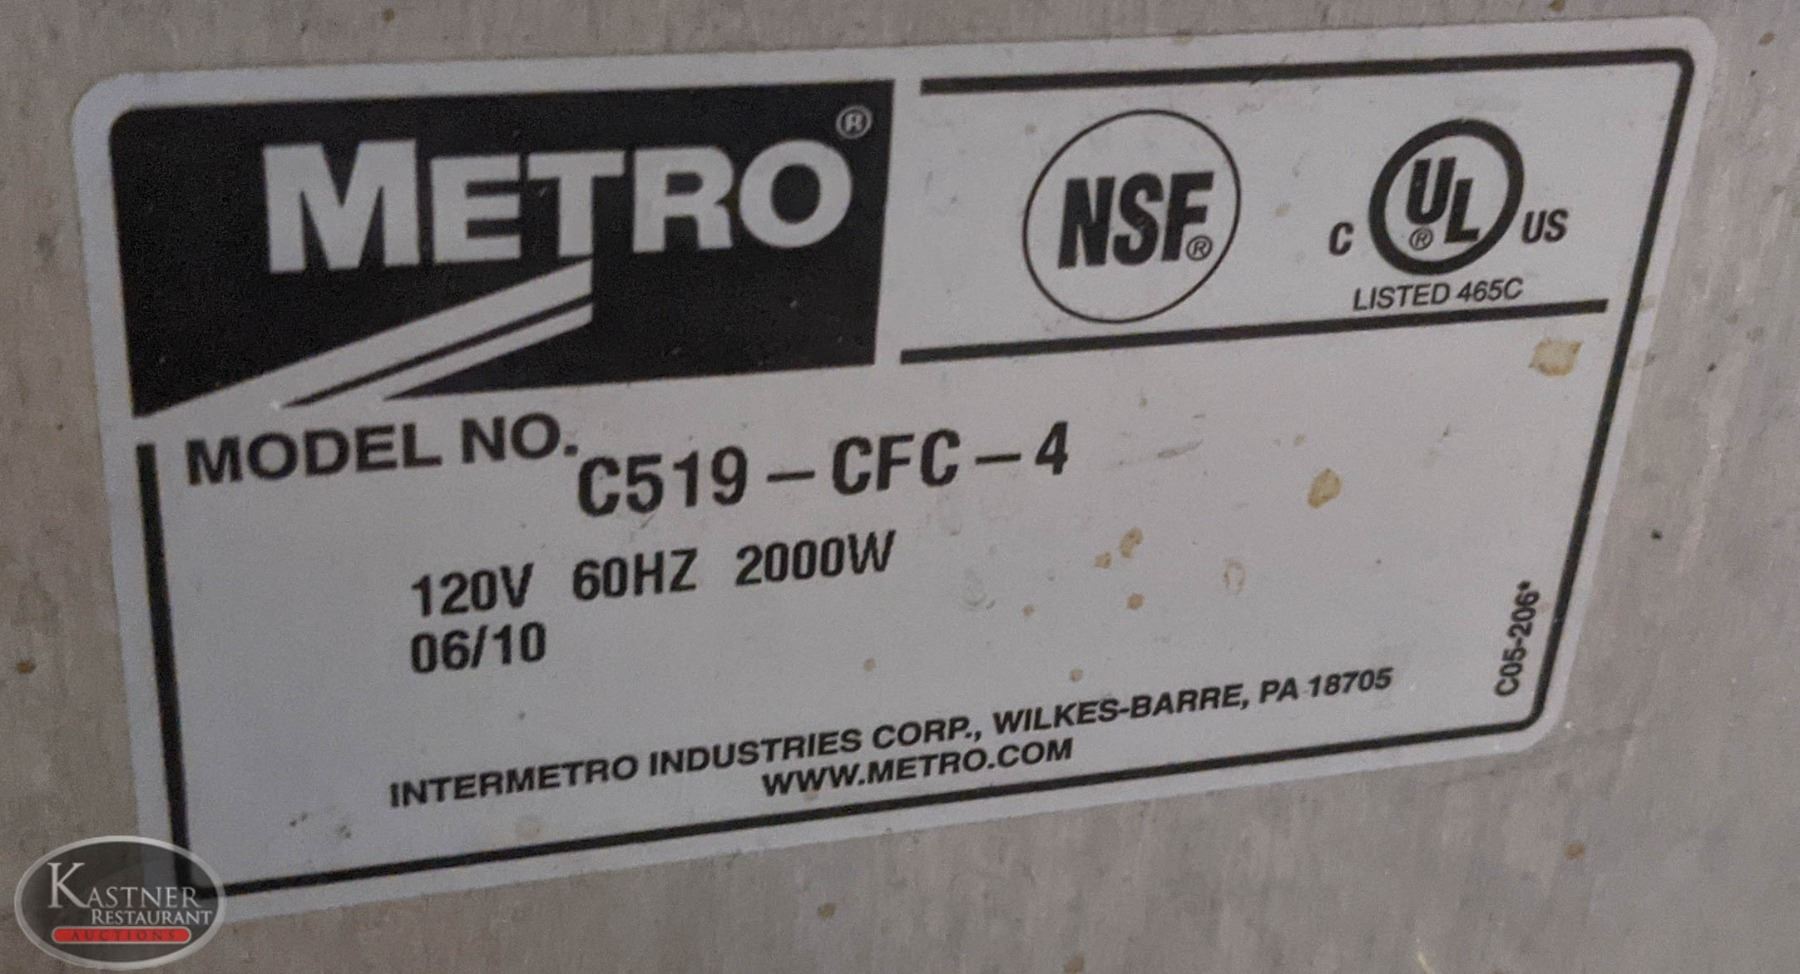 METRO®
NSF®
C UL® US
LISTED 465C
MODEL NO. C519-CFC-4
120V 60HZ 2000W
06/10
C05-206*
INTERMETRO INDUSTRIES CORP., WILKES-BARRE, PA 18705
WWW.METRO.COM
KASTNER
RESTAURANT
AUCTIONS